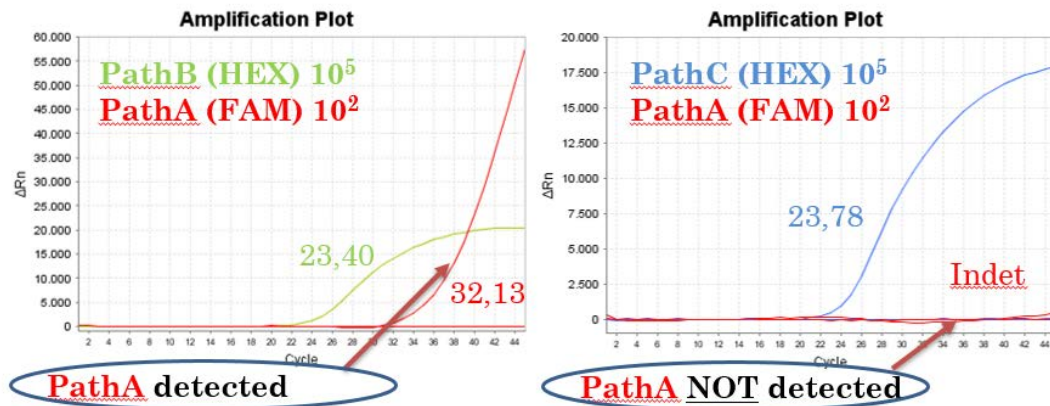 Amplification Plot
60.000
55.000
50.000
45.000
40.000
35.000
30.000
25.000
20.000
15.000
10.000
5.000
0
ΔRn
PathB (HEX) 10⁵
PathA (FAM) 10²
23,40
32,13
2 4 6 8 10 12 14 16 18 20 22 24 26 28 30 32 34 36 38 40 42 44
Cycle
PathA detected
Amplification Plot
20.000
17.500
15.000
12.500
10.000
7.500
5.000
2.500
0
ΔRn
PathC (HEX) 10⁵
PathA (FAM) 10²
23,78
Indet
2 4 6 8 10 12 14 16 18 20 22 24 26 28 30 32 34 36 38 40 42 44
Cycle
PathA NOT detected